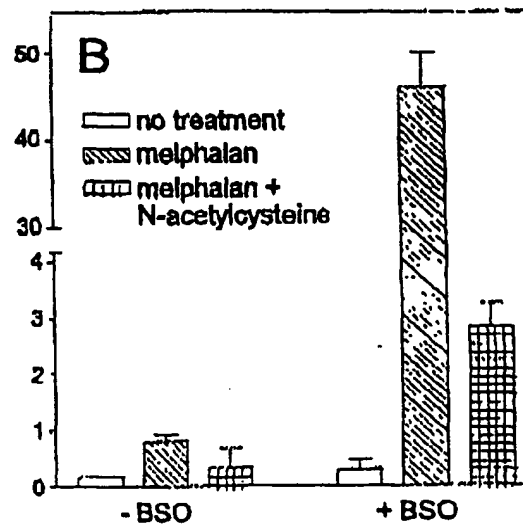 B
50
40
30
4
3
2
1
0
no treatment
melphalan
melphalan +
N-acetylcysteine
- BSO
+ BSO